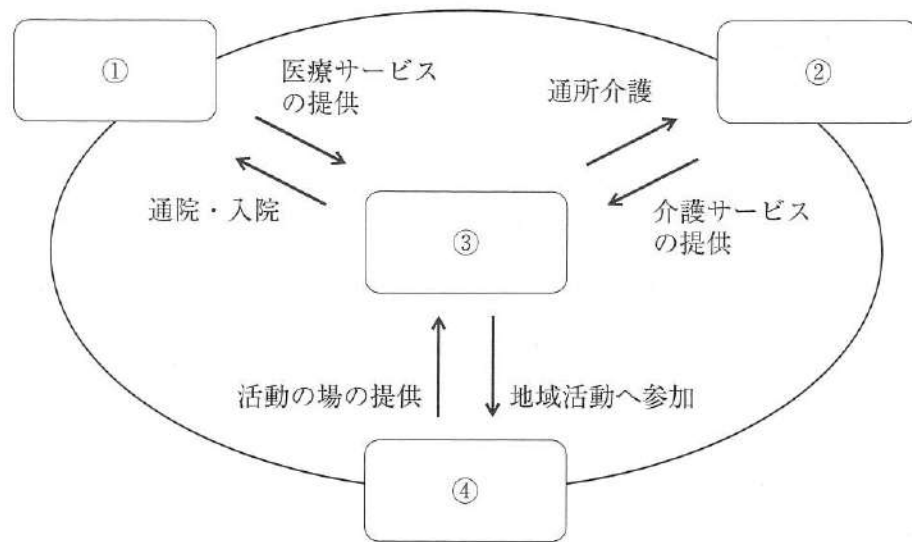 ①
医療サービス
の提供
通所介護
②
通院・入院
③
介護サービス
の提供
活動の場の提供
地域活動へ参加
④